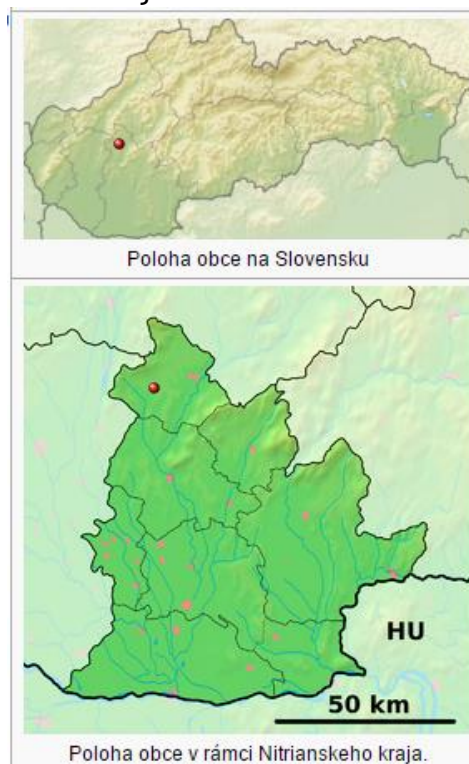 Poloha obce na Slovensku
HU
50 km
Poloha obce v rámci Nitrianskeho kraja.